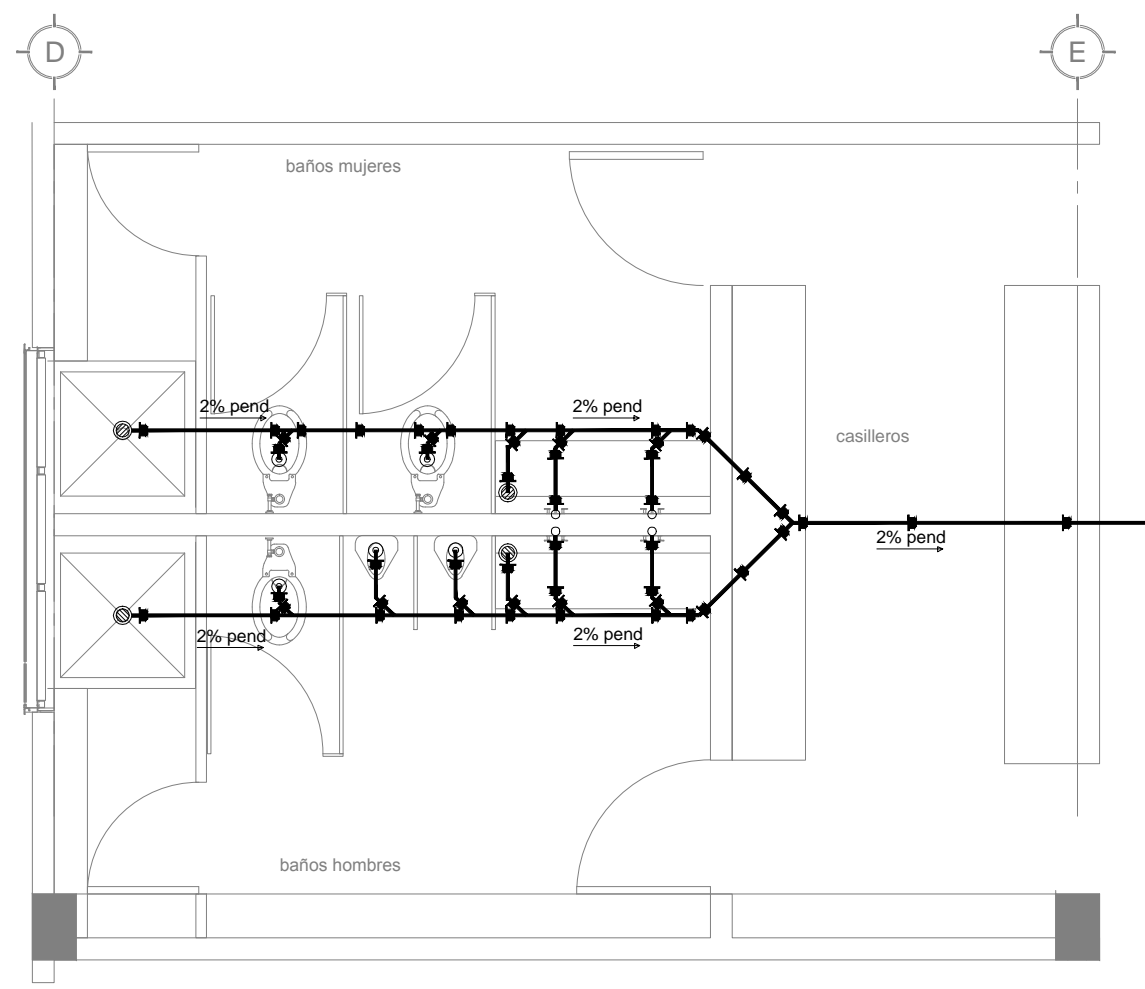 D
E
baños mujeres
2% pend
2% pend
casilleros
2% pend
2% pend
2% pend
baños hombres